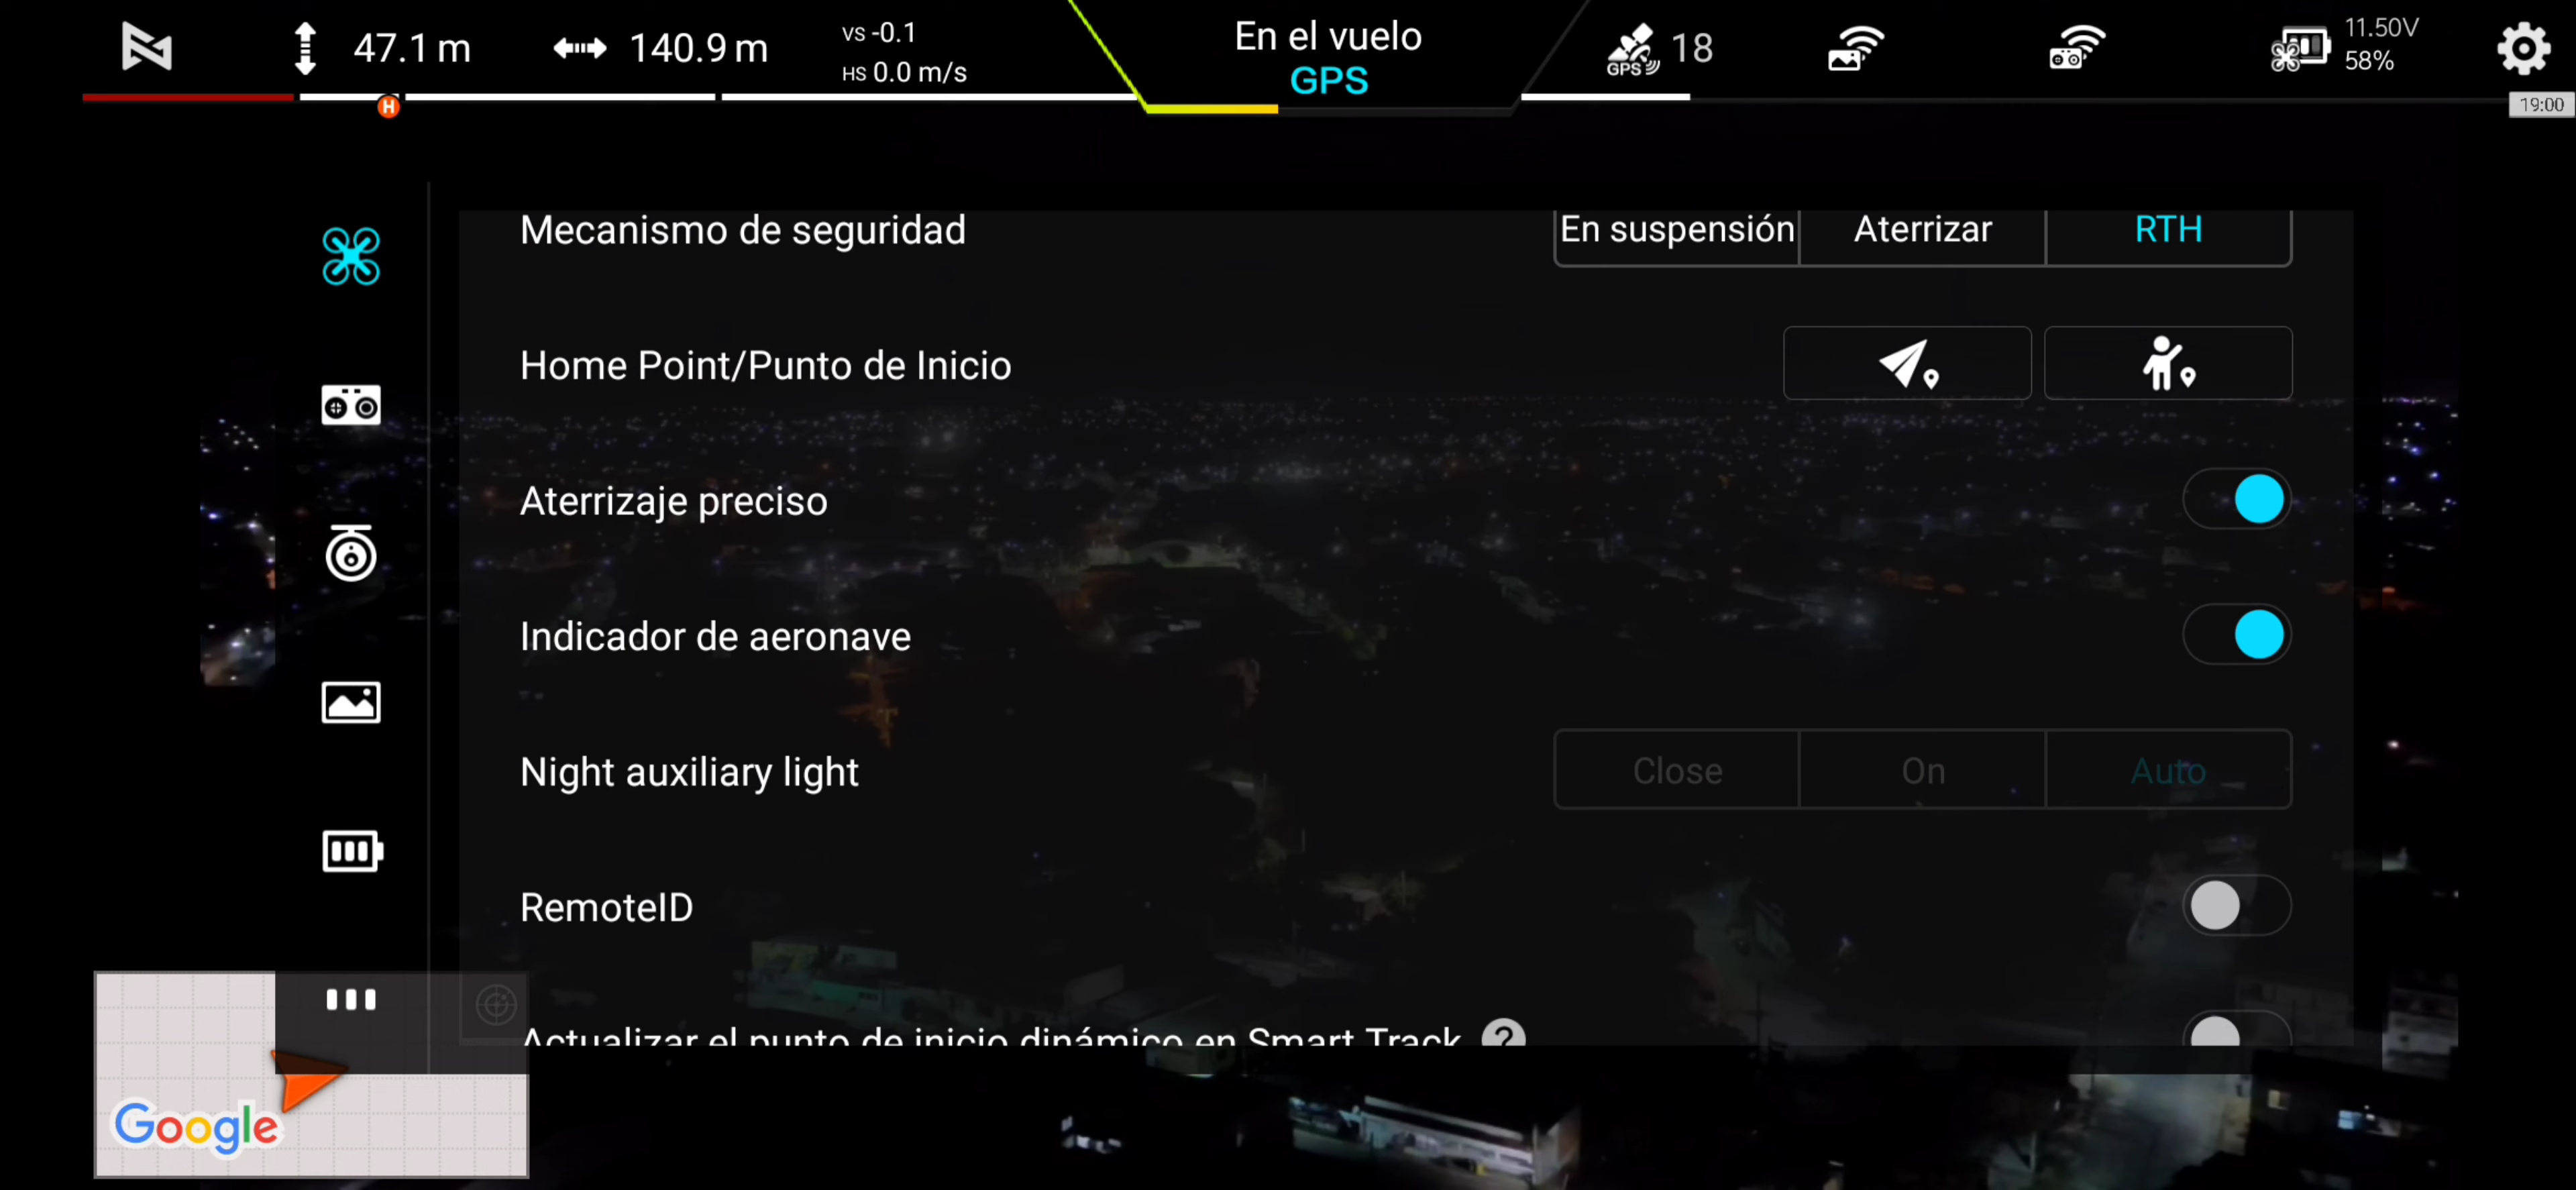 47.1 m
140.9 m
VS -0.1
HS 0.0 m/s
En el vuelo
GPS
GPS 18
11.50V
58%
19:00
H
Mecanismo de seguridad
En suspensión Aterrizar RTH
Home Point/Punto de Inicio
Aterrizaje preciso
Indicador de aeronave
Night auxiliary light
Close On Auto
RemoteID
Actualizar el punto de inicio dinámico en Smart Track ?
Google